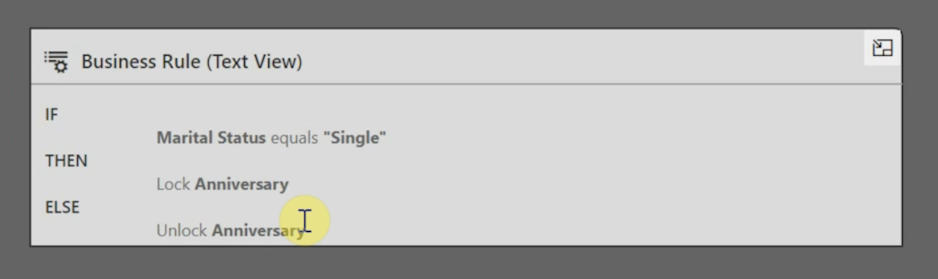 Business Rule (Text View)
IF
Marital Status equals "Single"
THEN
Lock Anniversary
ELSE
Unlock Anniversary